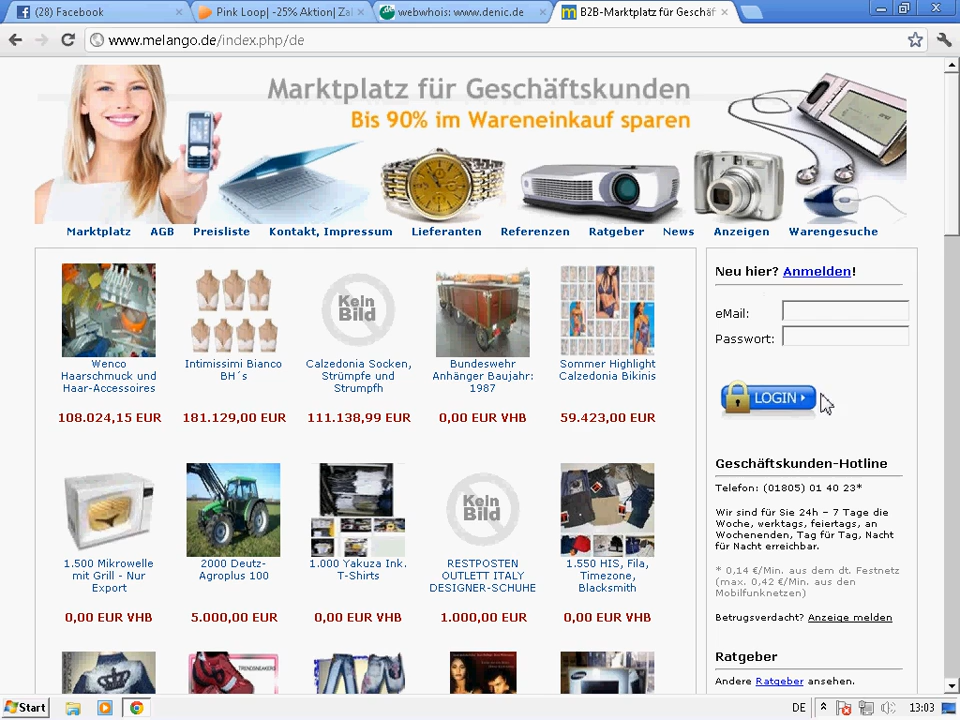 (28) Facebook
Pink Loop| -25% Aktion| Zal
webwhois: www.denic.de
B2B-Marktplatz für Geschäf
www.melango.de/index.php/de
Marktplatz für Geschäftskunden
Bis 90% im Wareneinkauf sparen
Marktplatz AGB Preisliste Kontakt, Impressum Lieferanten Referenzen Ratgeber News Anzeigen Warengesuche
Kein
Bild
Wenco
Haarschmuck und
Haar-Accessoires
108.024,15 EUR
Intimissimi Bianco
BH´s
181.129,00 EUR
Calzedonia Socken,
Strümpfe und
Strumpfh
111.138,99 EUR
Bundeswehr
Anhänger Baujahr:
1987
0,00 EUR VHB
Sommer Highlight
Calzedonia Bikinis
59.423,00 EUR
Kein
Bild
1.500 Mikrowelle
mit Grill - Nur
Export
0,00 EUR VHB
2000 Deutz-
Agroplus 100
5.000,00 EUR
1.000 Yakuza Ink.
T-Shirts
0,00 EUR VHB
RESTPOSTEN
OUTLETT ITALY
DESIGNER-SCHUHE
1.000,00 EUR
1.550 HIS, Fila,
Timezone,
Blacksmith
0,00 EUR VHB
TRENDSNEAKERS
Neu hier? Anmelden!
eMail:
Passwort:
LOGIN
Geschäftskunden-Hotline
Telefon: (01805) 01 40 23*
Wir sind für Sie 24h – 7 Tage die
Woche, werktags, feiertags, an
Wochenenden, Tag für Tag, Nacht
für Nacht erreichbar.
* 0,14 €/Min. aus dem dt. Festnetz
(max. 0,42 €/Min. aus den
Mobilfunknetzen)
Betrugsverdacht? Anzeige melden
Ratgeber
Andere Ratgeber ansehen.
Start
DE
13:03